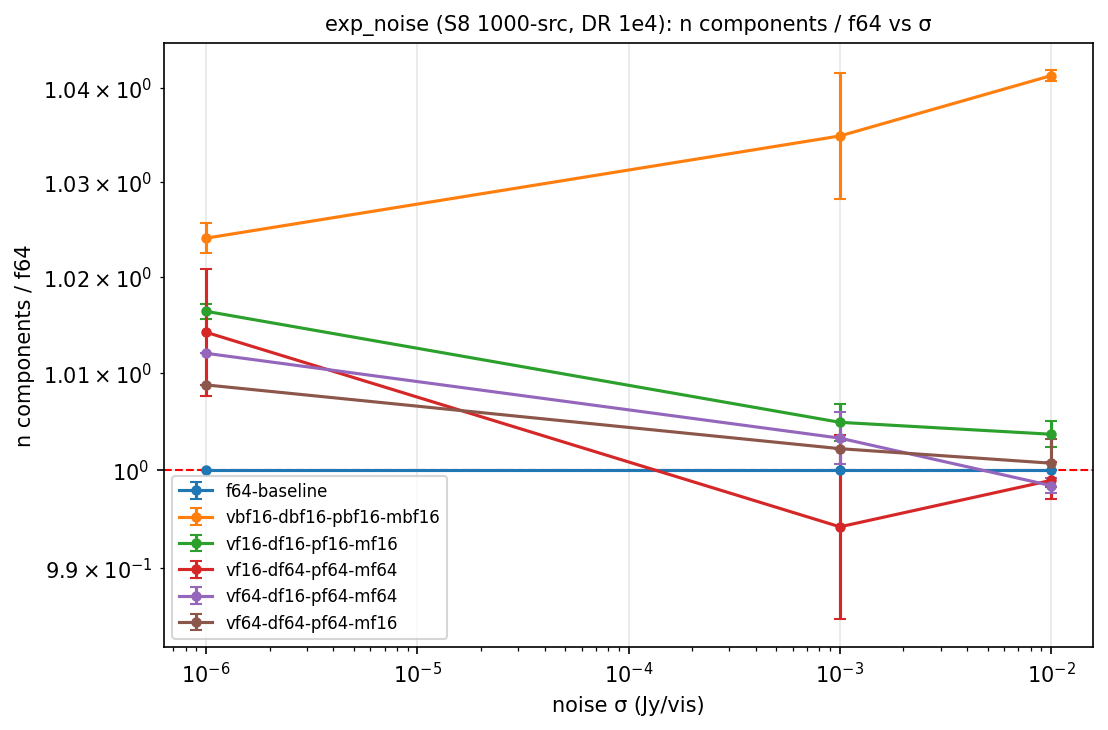 exp_noise (S8 1000-src, DR 1e4): n components / f64 vs σ
n components / f64
1.04 × 10⁰
1.03 × 10⁰
1.02 × 10⁰
1.01 × 10⁰
10⁰
9.9 × 10⁻¹
f64-baseline
vbf16-dbf16-pbf16-mbf16
vf16-df16-pf16-mf16
vf16-df64-pf64-mf64
vf64-df16-pf64-mf64
vf64-df64-pf64-mf16
10⁻⁶
10⁻⁵
10⁻⁴
10⁻³
10⁻²
noise σ (Jy/vis)